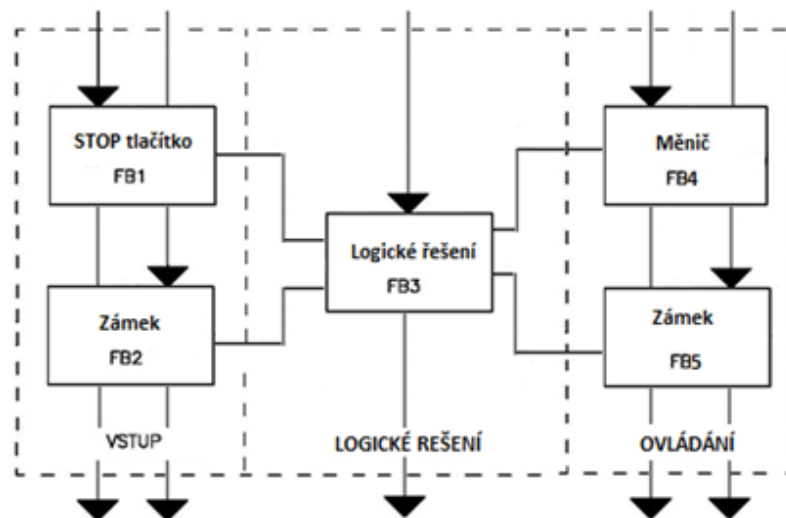 STOP tlačítko
FB1
Zámek
FB2
VSTUP
Logické řešení
FB3
LOGICKÉ REŠENÍ
Měnič
FB4
Zámek
FB5
OVLÁDÁNÍ